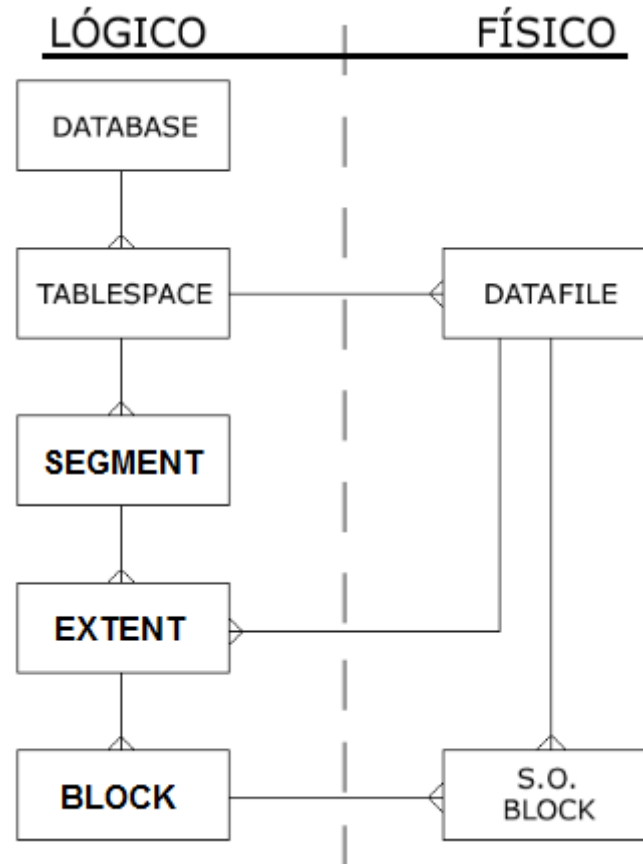 LÓGICO
FÍSICO
DATABASE
TABLESPACE
DATAFILE
SEGMENT
EXTENT
BLOCK
S.O.
BLOCK